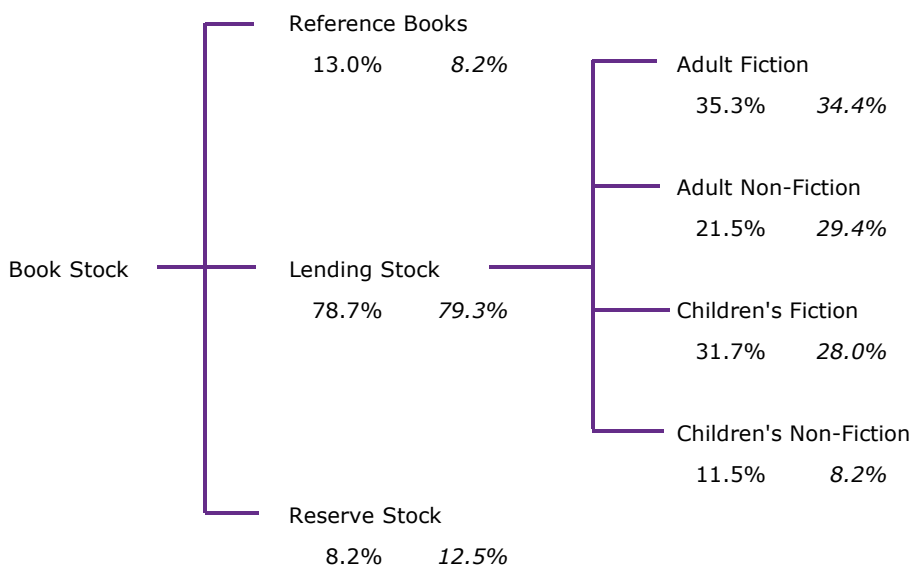 Reference Books
13.0% 8.2%
Adult Fiction
35.3% 34.4%
Adult Non-Fiction
21.5% 29.4%
Book Stock
Lending Stock
78.7% 79.3%
Children's Fiction
31.7% 28.0%
Children's Non-Fiction
11.5% 8.2%
Reserve Stock
8.2% 12.5%